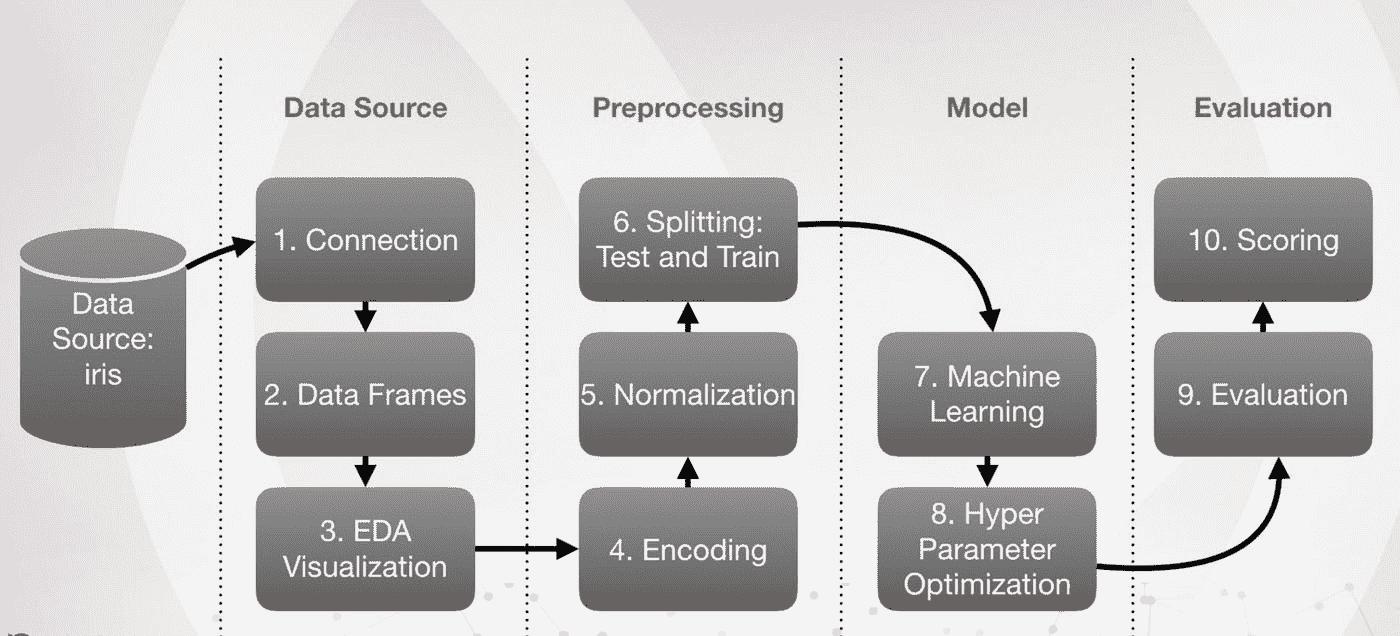 Data Source
Preprocessing
Model
Evaluation
Data
Source:
iris
1. Connection
2. Data Frames
3. EDA
Visualization
4. Encoding
5. Normalization
6. Splitting:
Test and Train
7. Machine
Learning
8. Hyper
Parameter
Optimization
9. Evaluation
10. Scoring